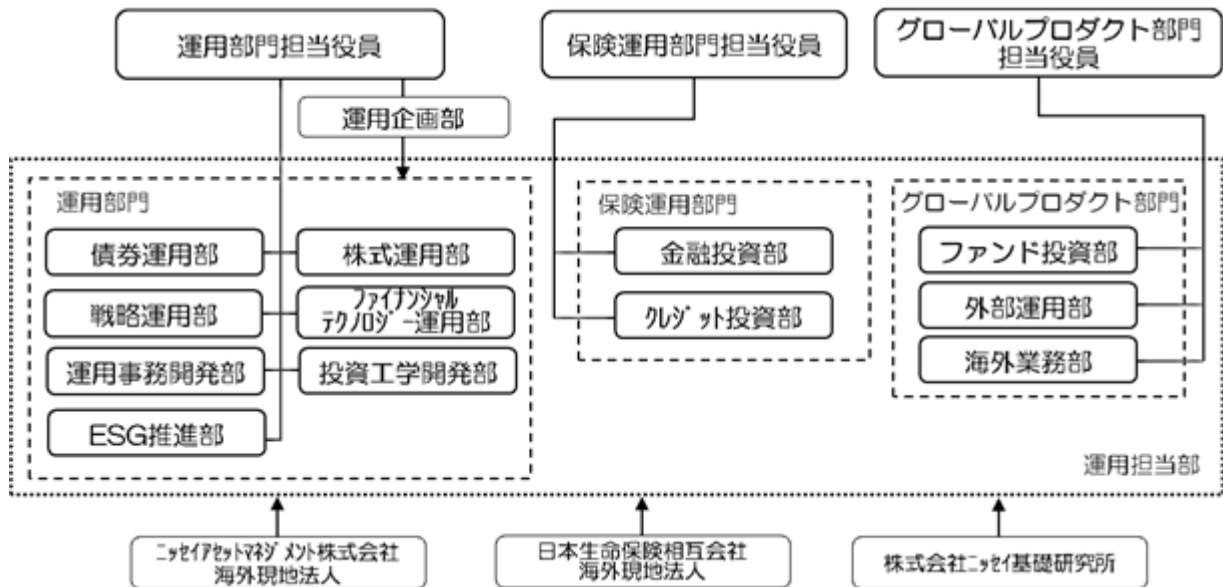 運用部門担当役員
保険運用部門担当役員
グローバルプロダクト部門
担当役員
運用企画部
運用部門
債券運用部
株式運用部
戦略運用部
ﾌｧｲﾅﾝｼｬﾙ
ﾃｸﾉﾛｼﾞｰ運用部
運用事務開発部
投資工学開発部
ESG推進部
保険運用部門
金融投資部
ｸﾚｼﾞｯﾄ投資部
グローバルプロダクト部門
ファンド投資部
外部運用部
海外業務部
運用担当部
ﾆｯｾｲｱｾｯﾄﾏﾈｼﾞﾒﾝﾄ株式会社
海外現地法人
日本生命保険相互会社
海外現地法人
株式会社ﾆｯｾｲ基礎研究所